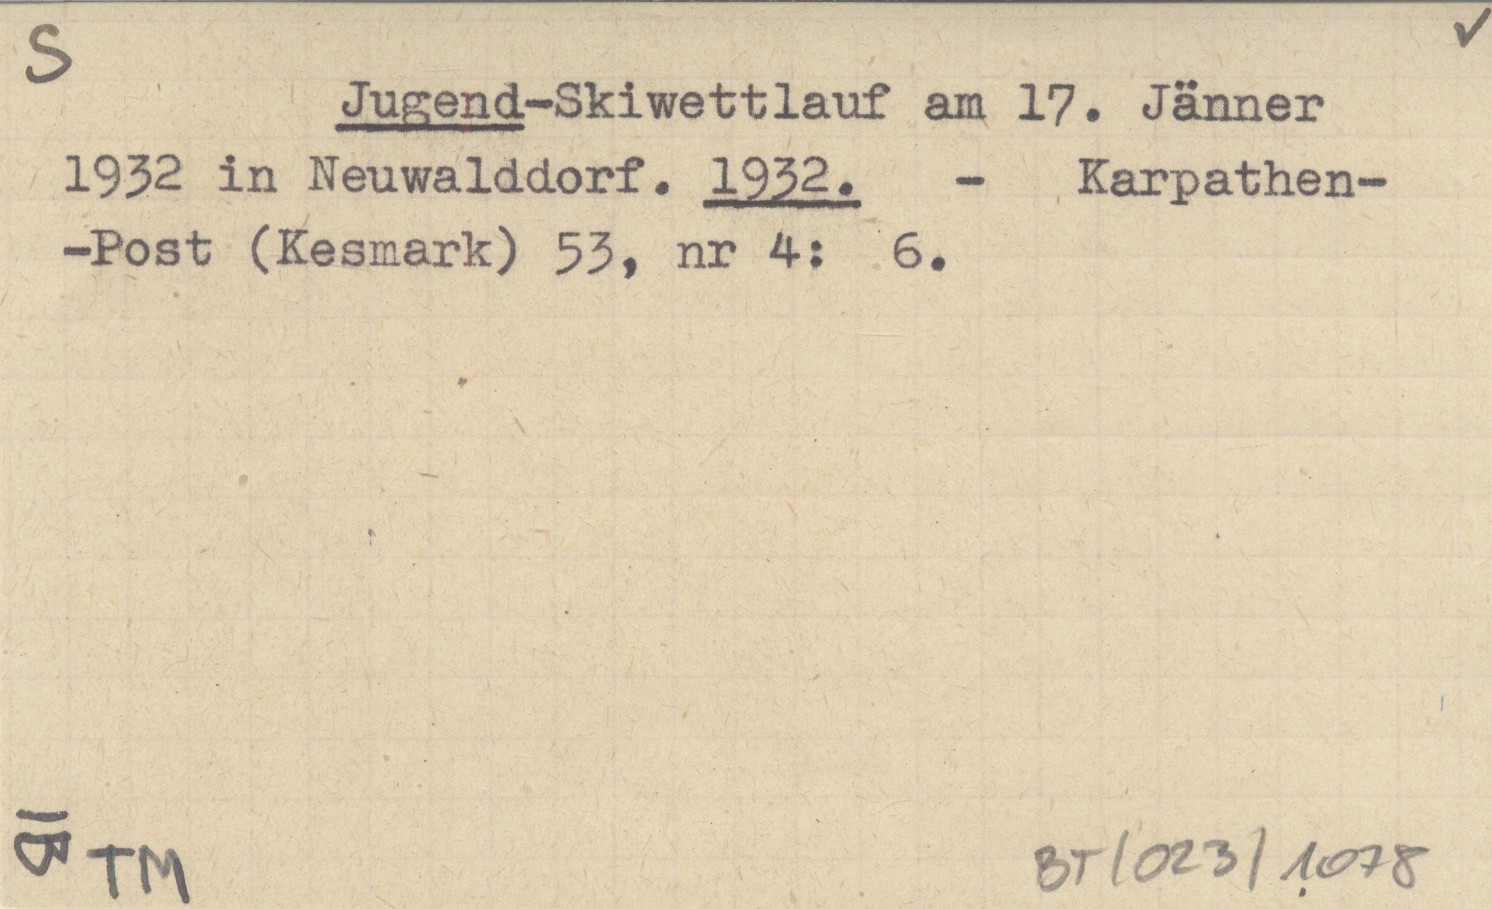 S ✓
Jugend-Skiwettlauf am 17. Jänner
1932 in Neuwalddorf. 1932. - Karpathen-
-Post (Kesmark) 53, nr 4: 6.
TM
BT/023/1078